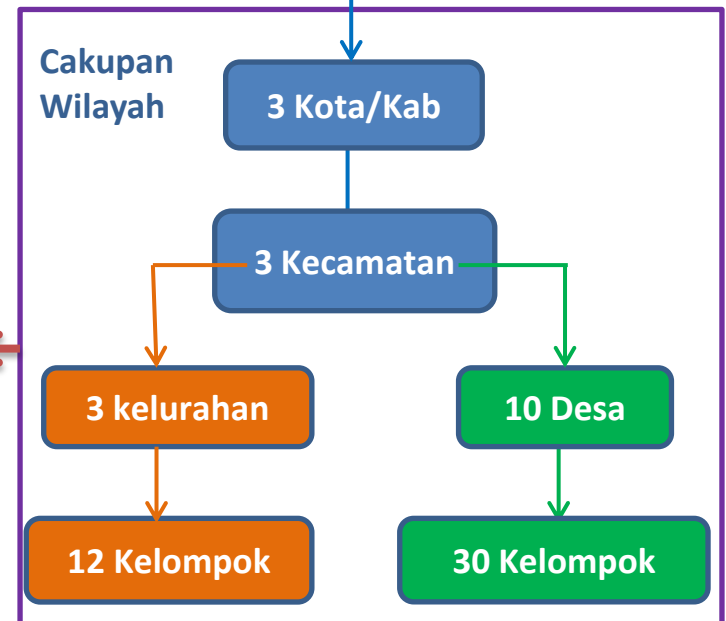 Cakupan
Wilayah
3 Kota/Kab
3 Kecamatan
3 kelurahan
10 Desa
12 Kelompok
30 Kelompok